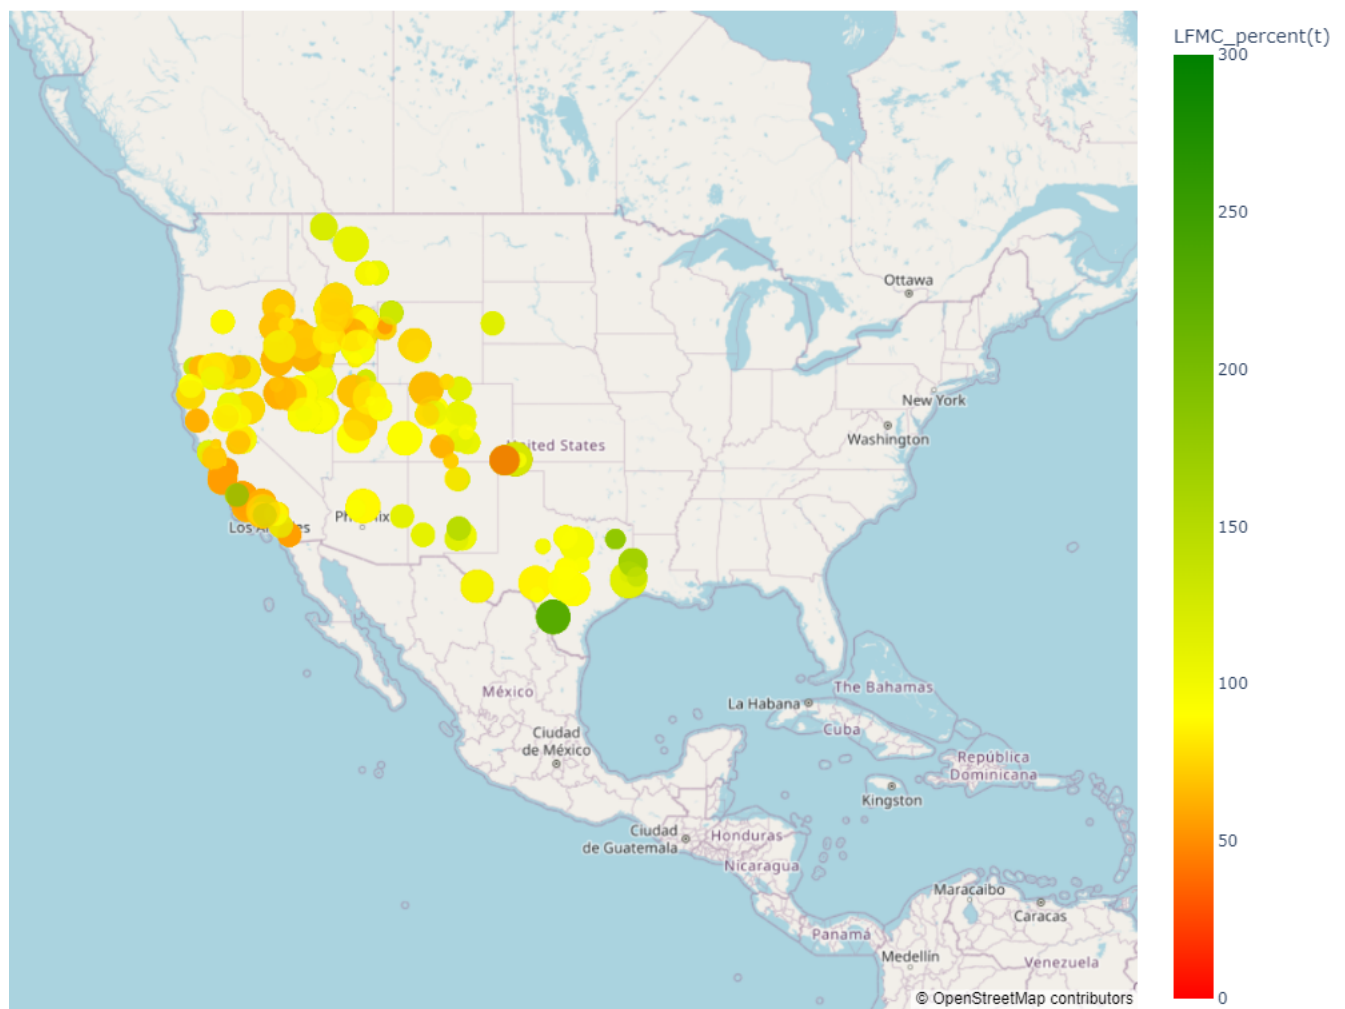 LFMC_percent(t)
300
250
200
150
100
50
0
Ottawa
New York
Washington
United States
Los Angeles
Phoenix
México
Ciudad
de México
La Habana
The Bahamas
Cuba
República
Dominicana
Kingston
Ciudad
de Guatemala
Honduras
Nicaragua
Maracaibo
Caracas
Panamá
Medellín
Venezuela
© OpenStreetMap contributors